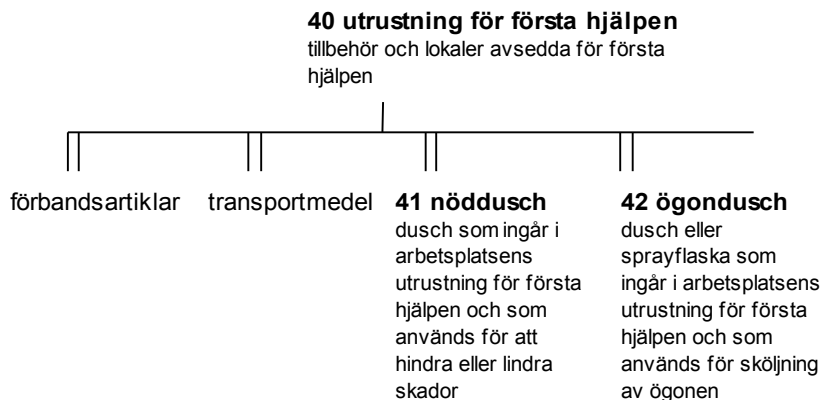 40 utrustning för första hjälpen
tillbehör och lokaler avsedda för första
hjälpen
förbandsartiklar
transportmedel
41 nöddusch
dusch som ingår i
arbetsplatsens
utrustning för första
hjälpen och som
används för att
hindra eller lindra
skador
42 ögondusch
dusch eller
sprayflaska som
ingår i arbetsplatsens
utrustning för första
hjälpen och som
används för sköljning
av ögonen